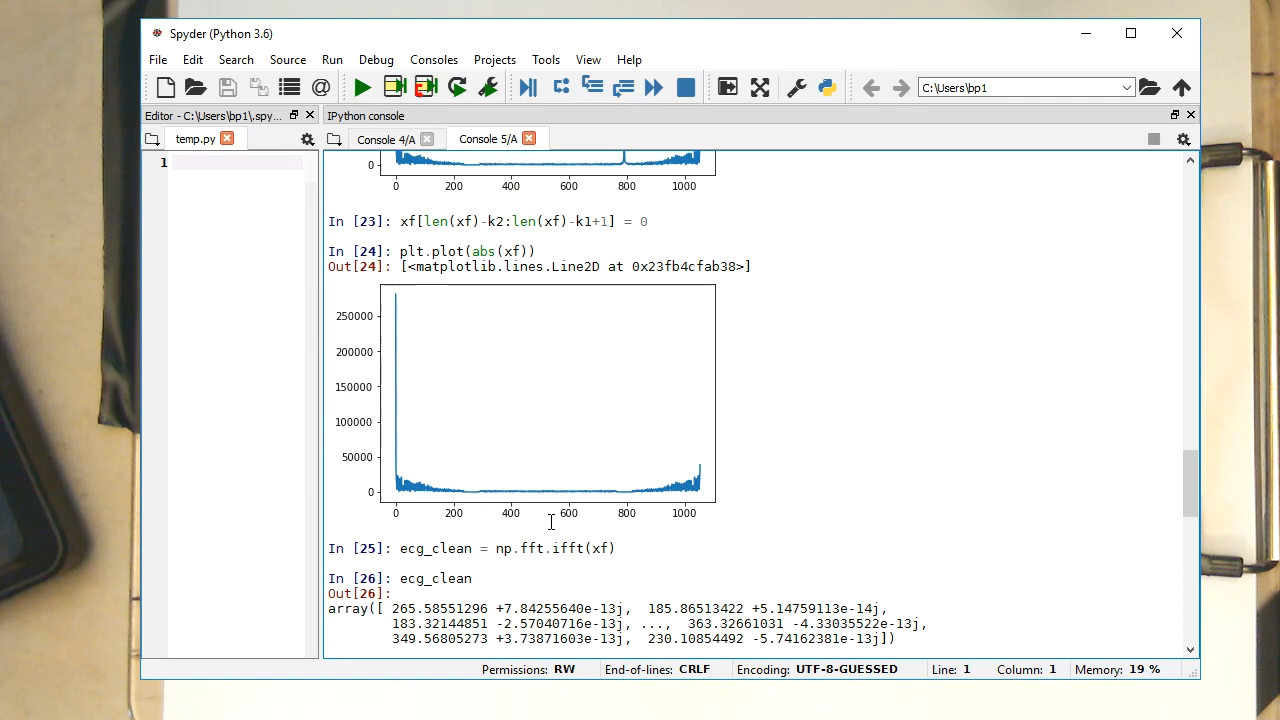 Spyder (Python 3.6)
File Edit Search Source Run Debug Consoles Projects Tools View Help
C:\Users\bp1
Editor - C:\Users\bp1\.spy...
IPython console
temp.py
Console 4/A
Console 5/A
1
0
0 200 400 600 800 1000
In [23]: xf[len(xf)-k2:len(xf)-k1+1] = 0
In [24]: plt.plot(abs(xf))
Out[24]: [<matplotlib.lines.Line2D at 0x23fb4cfab38>]
250000
200000
150000
100000
50000
0
0 200 400 600 800 1000
In [25]: ecg_clean = np.fft.ifft(xf)
In [26]: ecg_clean
Out[26]:
array([ 265.58551296 +7.84255640e-13j, 185.86513422 +5.14759113e-14j,
183.32144851 -2.57040716e-13j, ..., 363.32661031 -4.33035522e-13j,
349.56805273 +3.73871603e-13j, 230.10854492 -5.74162381e-13j])
Permissions: RW End-of-lines: CRLF Encoding: UTF-8-GUESSED Line: 1 Column: 1 Memory: 19 %